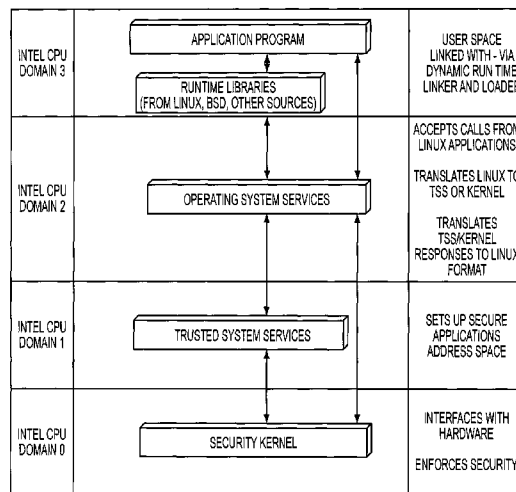 INTEL CPU
DOMAIN 3
APPLICATION PROGRAM
RUNTIME LIBRARIES
(FROM LINUX, BSD, OTHER SOURCES)
USER SPACE
LINKED WITH - VIA
DYNAMIC RUN TIME
LINKER AND LOADER
INTEL CPU
DOMAIN 2
OPERATING SYSTEM SERVICES
ACCEPTS CALLS FROM
LINUX APPLICATIONS
TRANSLATES LINUX TO
TSS OR KERNEL
TRANSLATES
TSS/KERNEL
RESPONSES TO LINUX
FORMAT
INTEL CPU
DOMAIN 1
TRUSTED SYSTEM SERVICES
SETS UP SECURE
APPLICATIONS
ADDRESS SPACE
INTEL CPU
DOMAIN 0
SECURITY KERNEL
INTERFACES WITH
HARDWARE
ENFORCES SECURITY